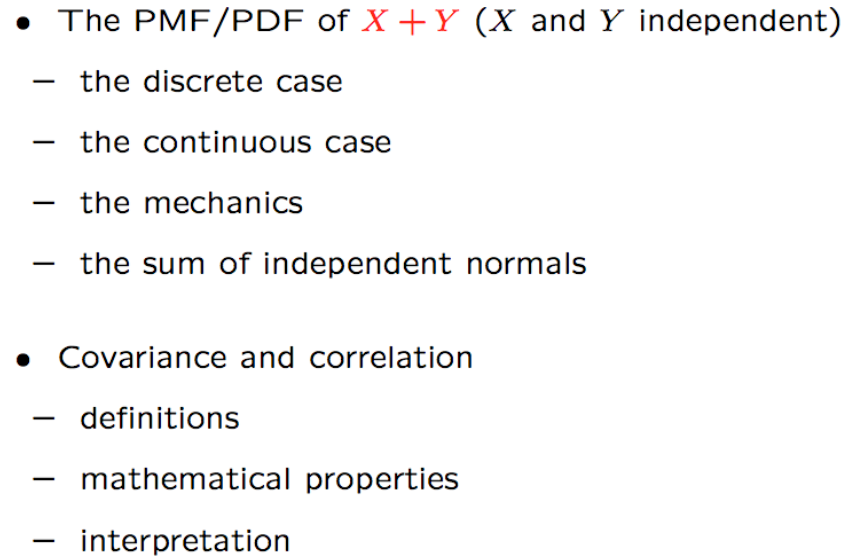 • The PMF/PDF of X + Y (X and Y independent)
– the discrete case
– the continuous case
– the mechanics
– the sum of independent normals
• Covariance and correlation
– definitions
– mathematical properties
– interpretation